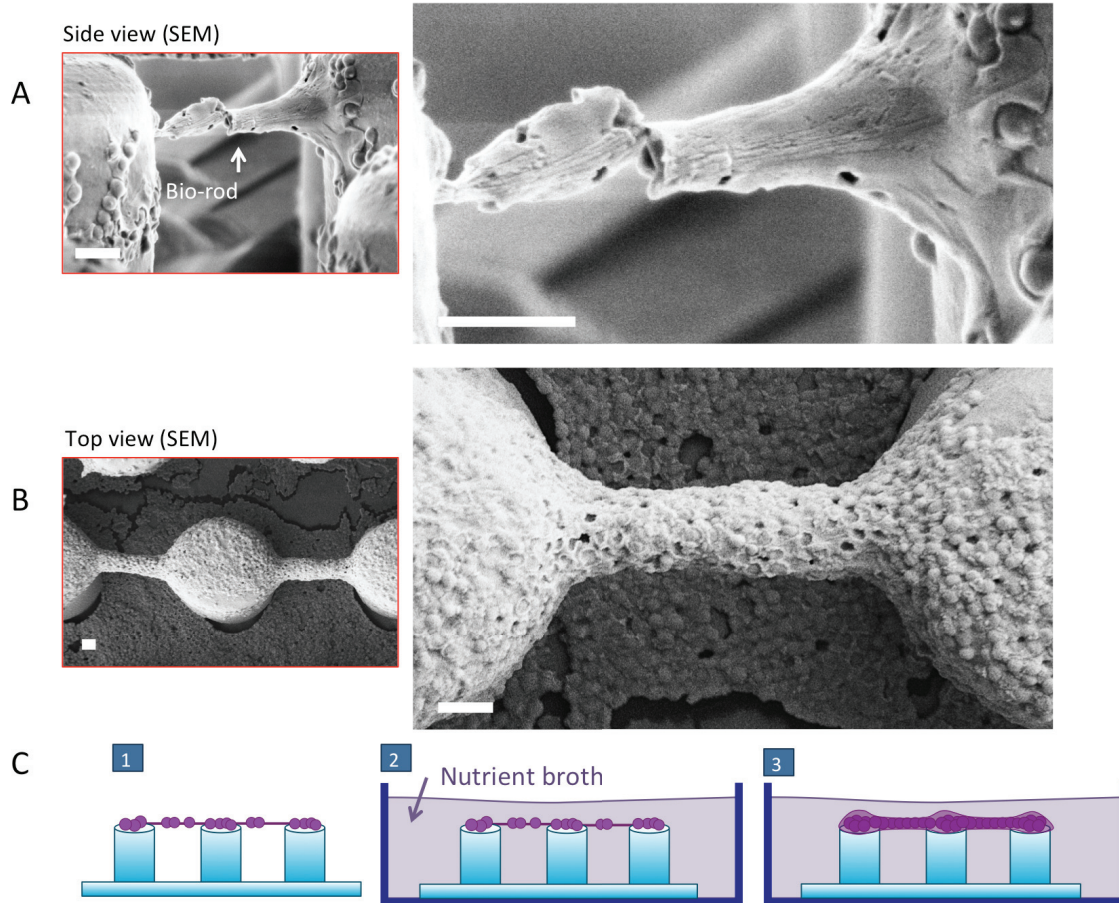 Side view (SEM)
A
Bio-rod
Top view (SEM)
B
C
1
2
3
Nutrient broth